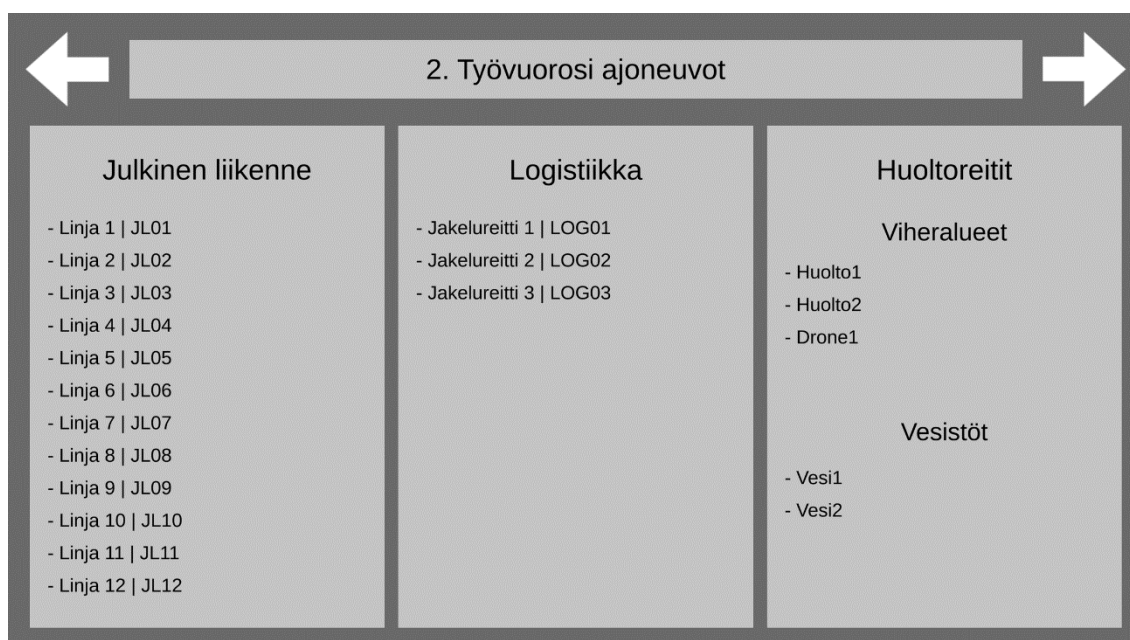 2. Työvuorosi ajoneuvot
Julkinen liikenne
- Linja 1 | JL01
- Linja 2 | JL02
- Linja 3 | JL03
- Linja 4 | JL04
- Linja 5 | JL05
- Linja 6 | JL06
- Linja 7 | JL07
- Linja 8 | JL08
- Linja 9 | JL09
- Linja 10 | JL10
- Linja 11 | JL11
- Linja 12 | JL12
Logistiikka
- Jakelureitti 1 | LOG01
- Jakelureitti 2 | LOG02
- Jakelureitti 3 | LOG03
Huoltoreitit
Viheralueet
- Huolto1
- Huolto2
- Drone1
Vesistöt
- Vesi1
- Vesi2